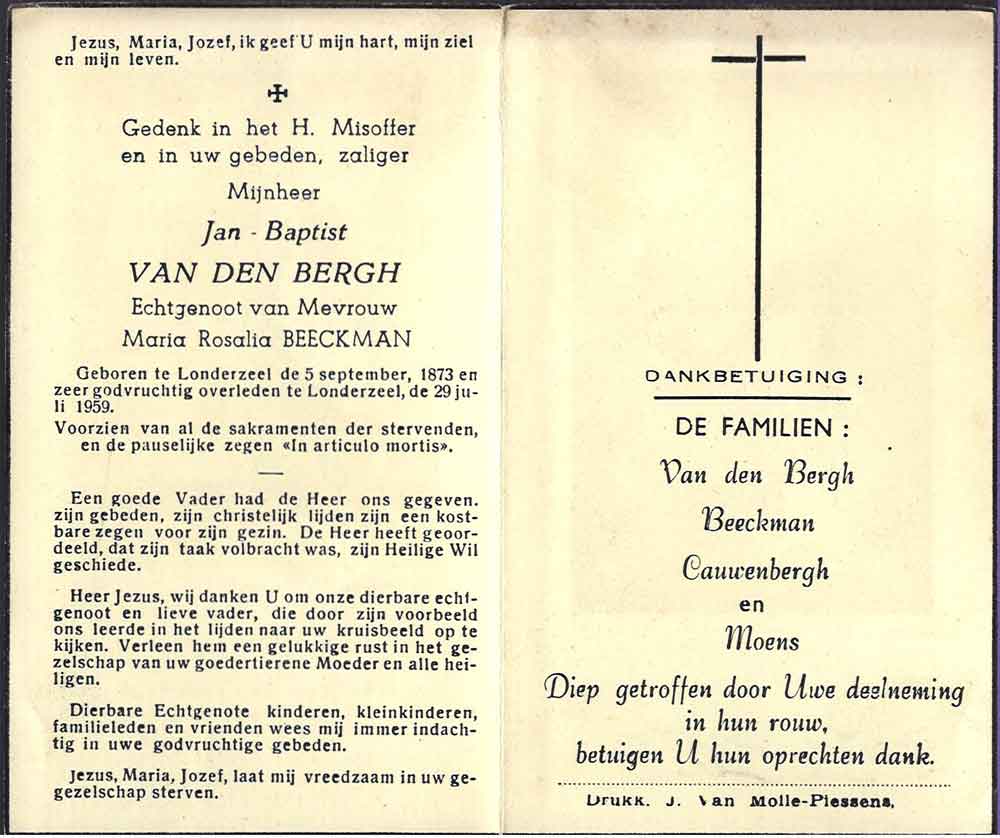 Jezus, Maria, Jozef, ik geef U mijn hart, mijn ziel
en mijn leven.
Gedenk in het H. Misoffer
en in uw gebeden, zaliger
Mijnheer
Jan - Baptist
VAN DEN BERGH
Echtgenoot van Mevrouw
Maria Rosalia BEECKMAN
Geboren te Londerzeel de 5 september, 1873 en
zeer godvruchtig overleden te Londerzeel, de 29 ju-
li 1959.
Voorzien van al de sakramenten der stervenden,
en de pauselijke zegen «In articulo mortis».
Een goede Vader had de Heer ons gegeven.
zijn gebeden, zijn christelijk lijden zijn een kost-
bare zegen voor zijn gezin. De Heer heeft geoor-
deeld, dat zijn taak volbracht was, zijn Heilige Wil
geschiede.
Heer Jezus, wij danken U om onze dierbare echt-
genoot en lieve vader, die door zijn voorbeeld
ons leerde in het lijden naar uw kruisbeeld op te
kijken. Verleen hem een gelukkige rust in het ge-
zelschap van uw goedertierene Moeder en alle hei-
ligen.
Dierbare Echtgenote kinderen, kleinkinderen,
familieleden en vrienden wees mij immer indach-
tig in uwe godvruchtige gebeden.
Jezus, Maria, Jozef, laat mij vreedzaam in uw ge-
gezelschap sterven.
DANKBETUIGING :
DE FAMILIEN :
Van den Bergh
Beeckman
Cauwenbergh
en
Moens
Diep getroffen door Uwe deelneming
in hun rouw,
betuigen U hun oprechten dank.
Drukk. J. Van Molle-Plessens.